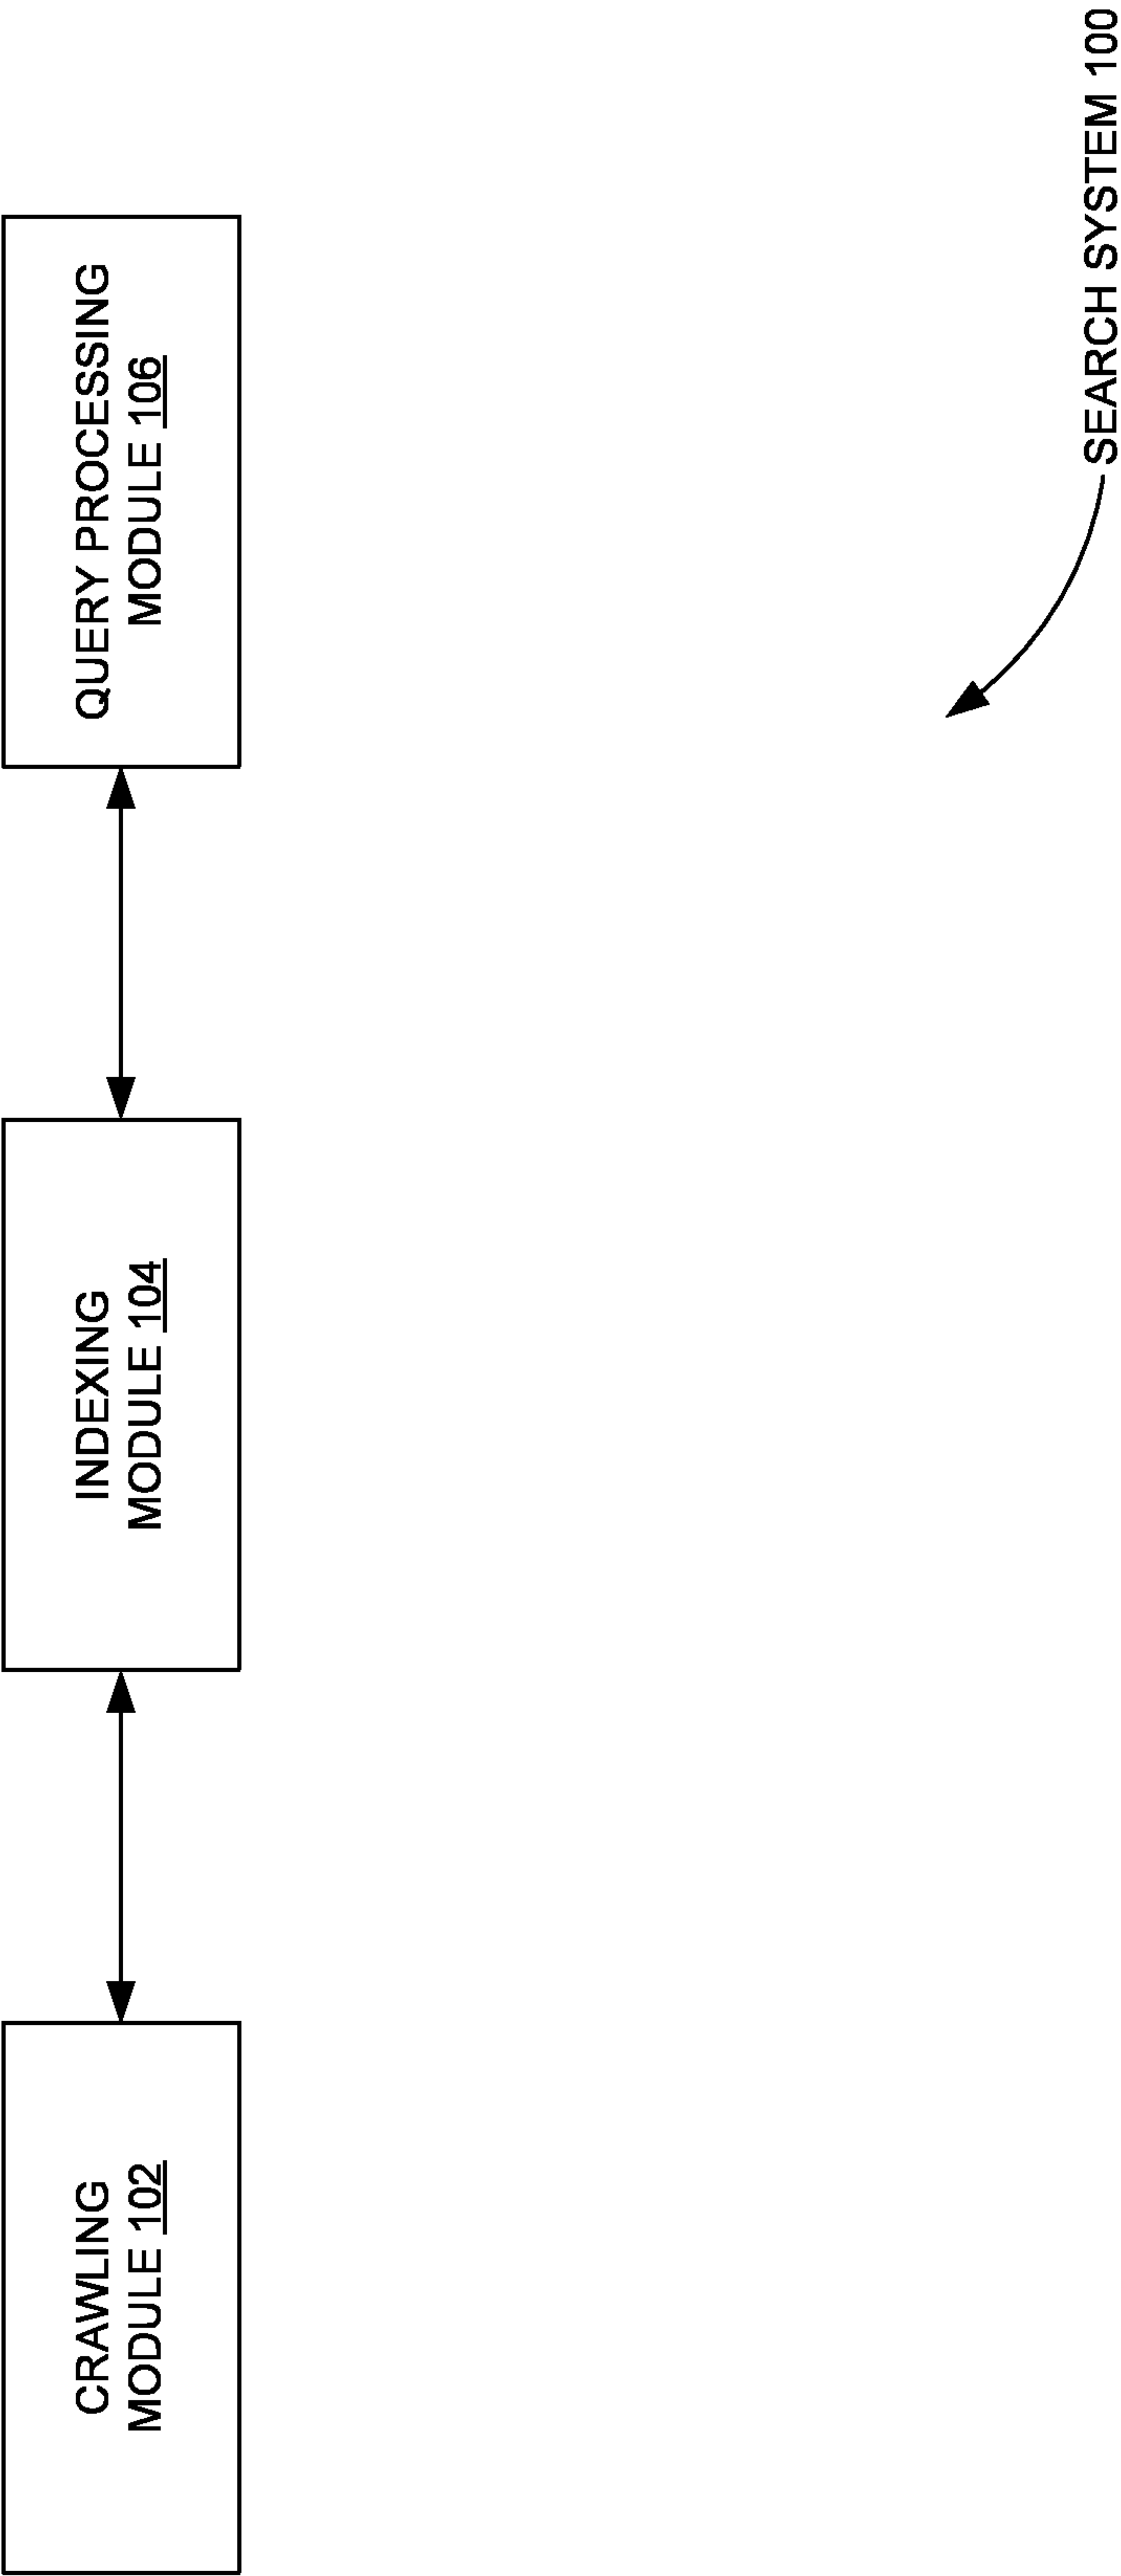 CRAWLING
MODULE 102
INDEXING
MODULE 104
QUERY PROCESSING
MODULE 106
SEARCH SYSTEM 100